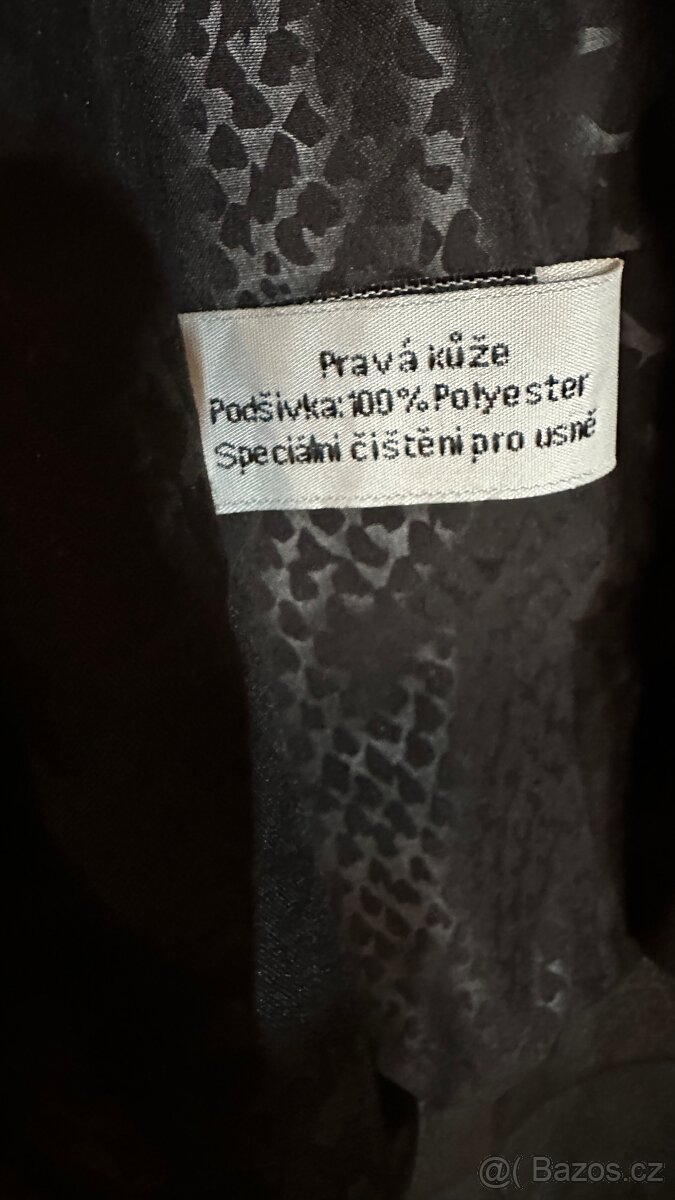 Pravá kůže
Podšivka:100%Polyester
Speciální čištění pro usně
@( Bazos.cz